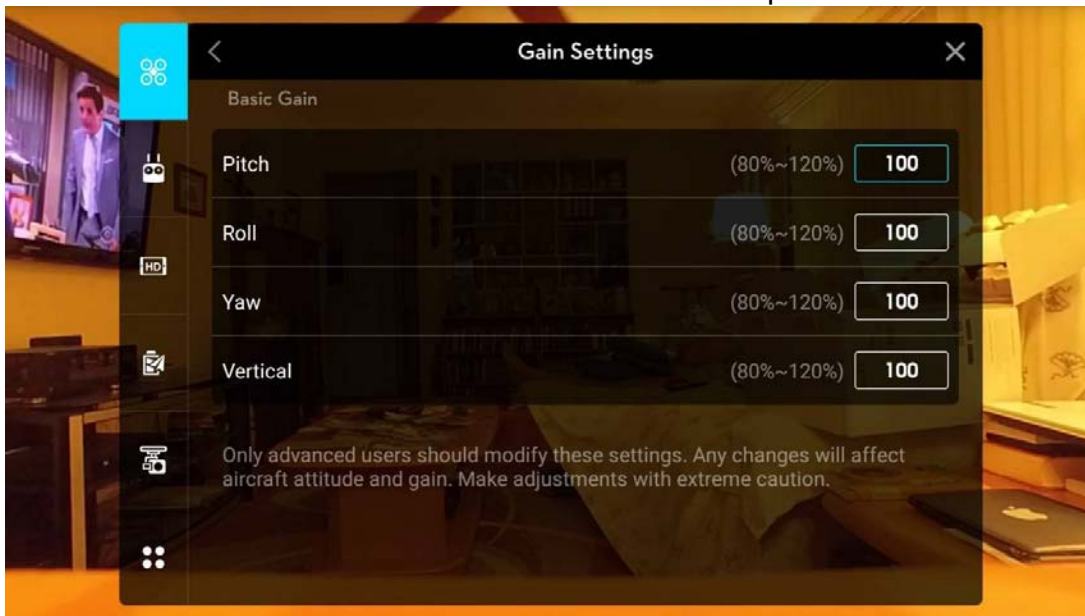 Gain Settings
Basic Gain
Pitch (80%~120%) 100
Roll (80%~120%) 100
HD
Yaw (80%~120%) 100
Vertical (80%~120%) 100
Only advanced users should modify these settings. Any changes will affect
aircraft attitude and gain. Make adjustments with extreme caution.